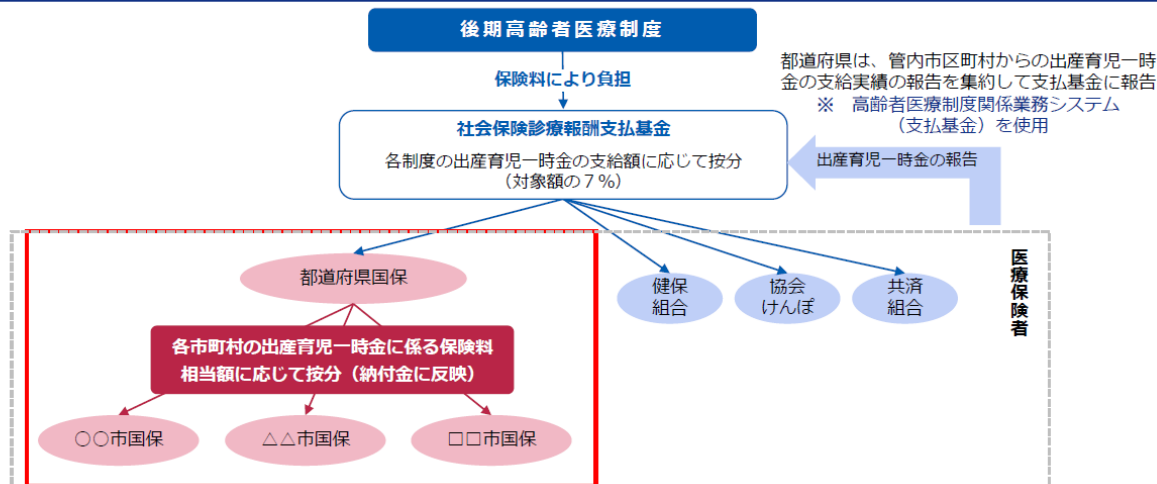 後期高齢者医療制度
保険料により負担
都道府県は、管内市区町村からの出産育児一時
金の支給実績の報告を集約して支払基金に報告
※　高齢者医療制度関係業務システム
（支払基金）を使用
社会保険診療報酬支払基金
各制度の出産育児一時金の支給額に応じて按分
（対象額の７％）
出産育児一時金の報告
医療保険者
都道府県国保
健保
組合
協会
けんぽ
共済
組合
各市町村の出産育児一時金に係る保険料
相当額に応じて按分（納付金に反映）
○○市国保
△△市国保
□□市国保